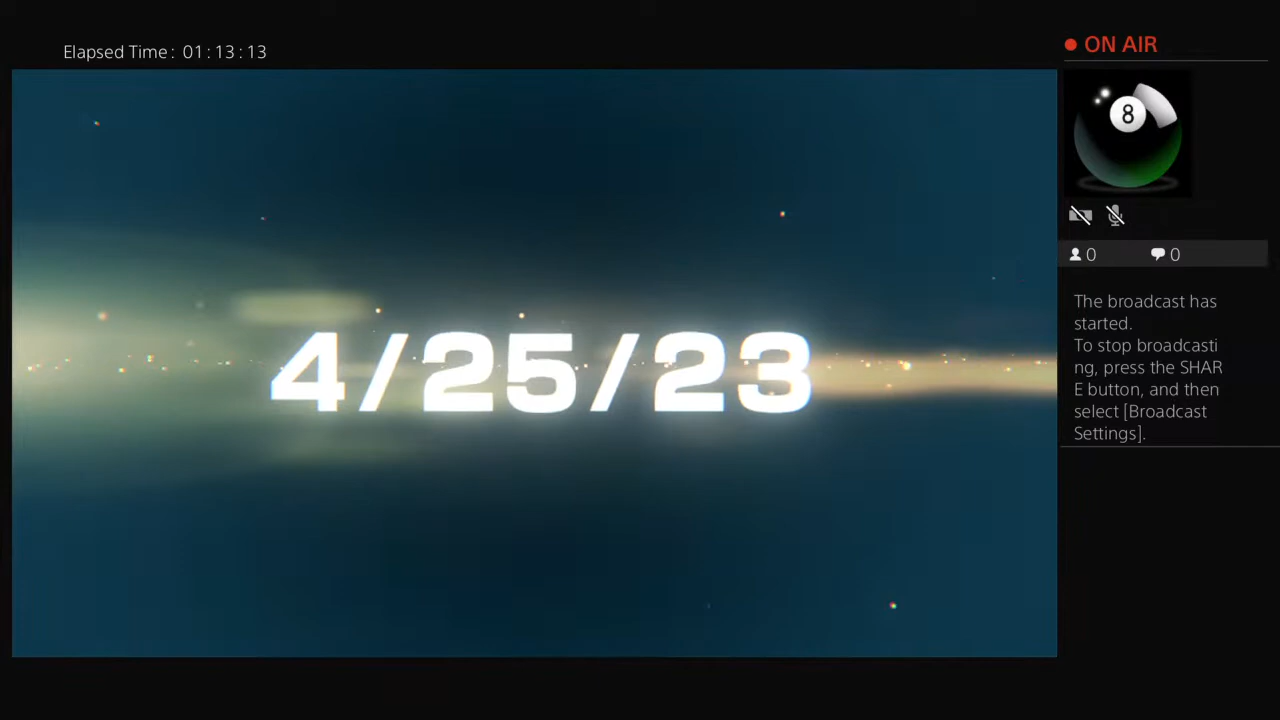 Elapsed Time: 01:13:13
ON AIR
8
0 0
The broadcast has
started.
To stop broadcasti
ng, press the SHAR
E button, and then
select [Broadcast
Settings].
4/25/23